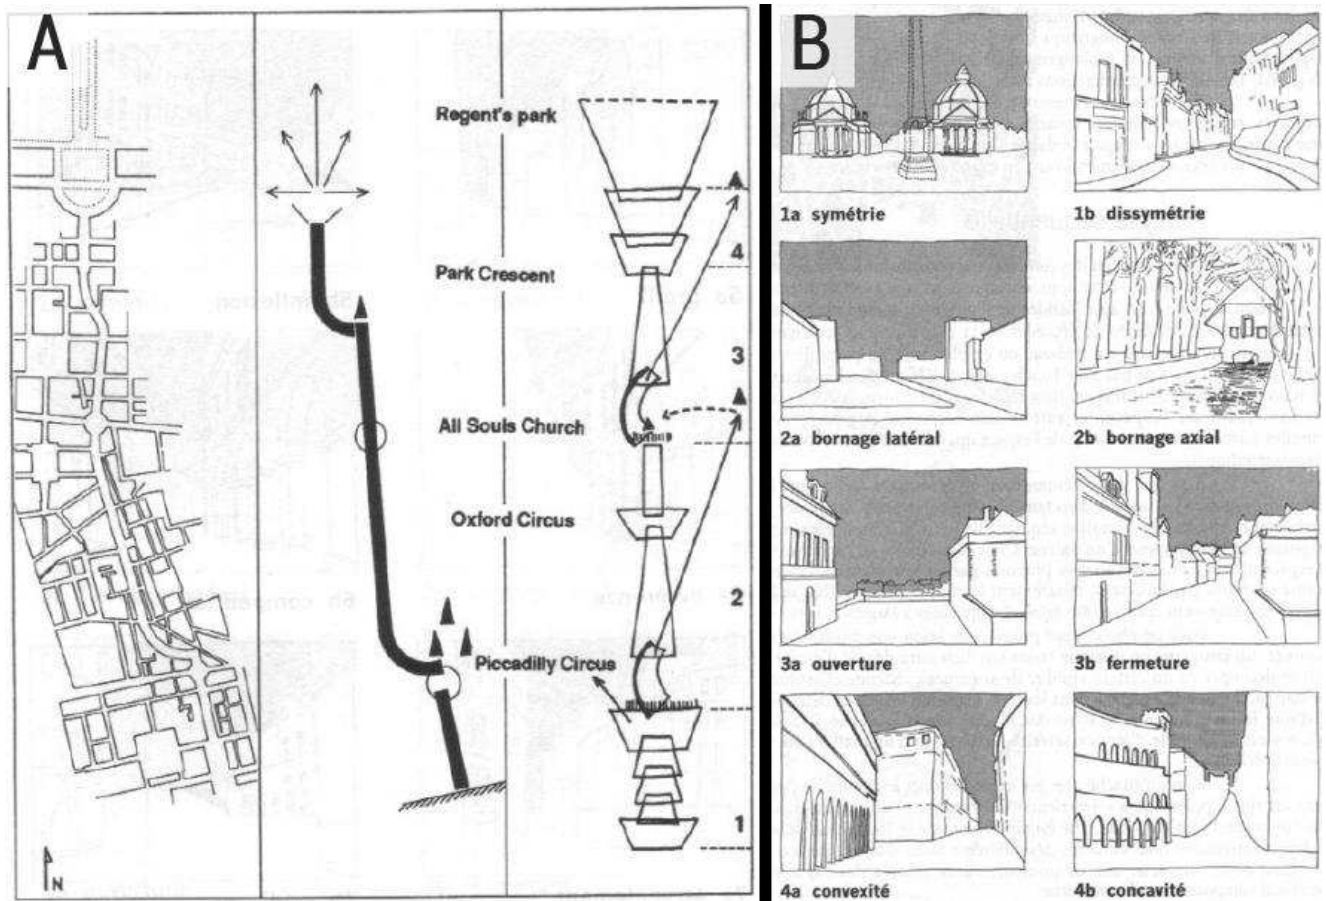 A
Regent's park
Park Crescent
4
3
All Souls Church
Oxford Circus
2
Piccadilly Circus
1
N
B
1a symétrie
1b dissymétrie
2a bornage latéral
2b bornage axial
3a ouverture
3b fermeture
4a convexité
4b concavité